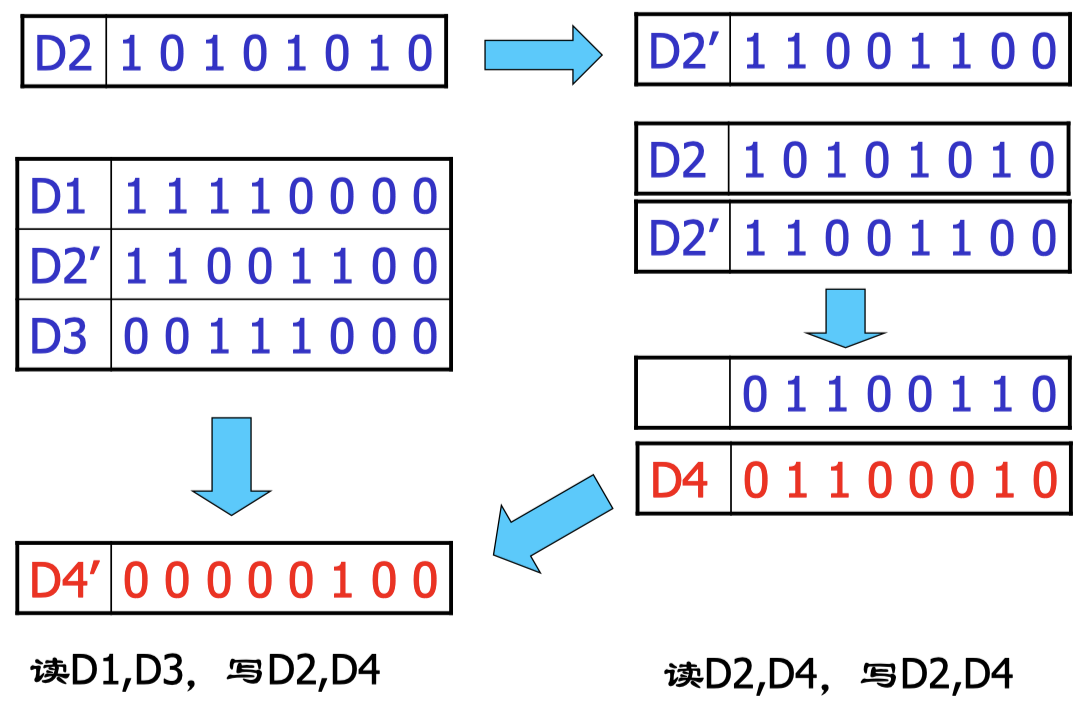 D2 1 0 1 0 1 0 1 0
D2′ 1 1 0 0 1 1 0 0
D1 1 1 1 1 0 0 0 0
D2′ 1 1 0 0 1 1 0 0
D3 0 0 1 1 1 0 0 0
D2 1 0 1 0 1 0 1 0
D2′ 1 1 0 0 1 1 0 0
0 1 1 0 0 1 1 0
D4 0 1 1 0 0 0 1 0
D4′ 0 0 0 0 0 1 0 0
读D1,D3，写D2,D4
读D2,D4，写D2,D4